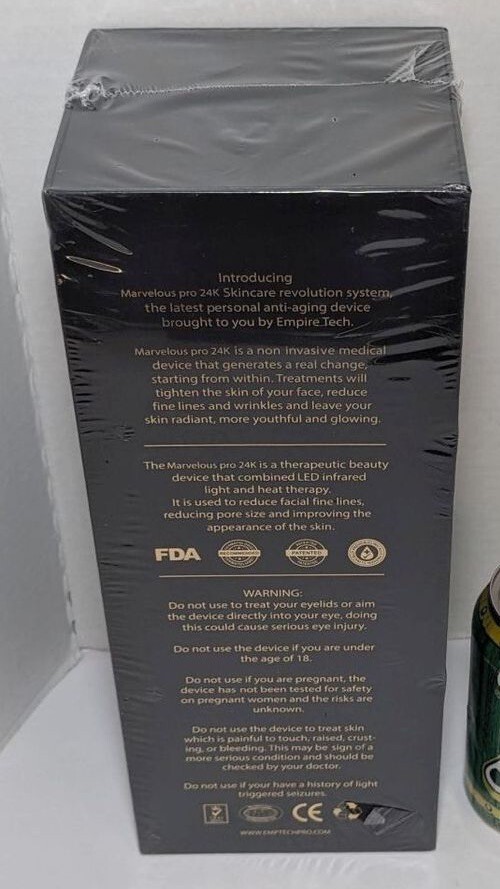 Introducing
Marvelous pro 24K Skincare revolution system,
the latest personal anti-aging device
brought to you by Empire Tech.
Marvelous pro 24K is a non invasive medical
device that generates a real change,
starting from within. Treatments will
tighten the skin of your face, reduce
fine lines and wrinkles and leave your
skin radiant, more youthful and glowing.
The Marvelous pro 24K is a therapeutic beauty
device that combined LED infrared
light and heat therapy.
It is used to reduce facial fine lines,
reducing pore size and improving the
appearance of the skin.
FDA RECOMMENDED PATENTED
WARNING:
Do not use to treat your eyelids or aim
the device directly into your eye, doing
this could cause serious eye injury.
Do not use the device if you are under
the age of 18.
Do not use if you are pregnant, the
device has not been tested for safety
on pregnant women and the risks are
unknown.
Do not use the device to treat skin
which is painful to touch, raised, crust-
ing, or bleeding. This may be sign of a
more serious condition and should be
checked by your doctor.
Do not use if your have a history of light
triggered seizures.
CE
WWW.EMPTECHPRO.COM